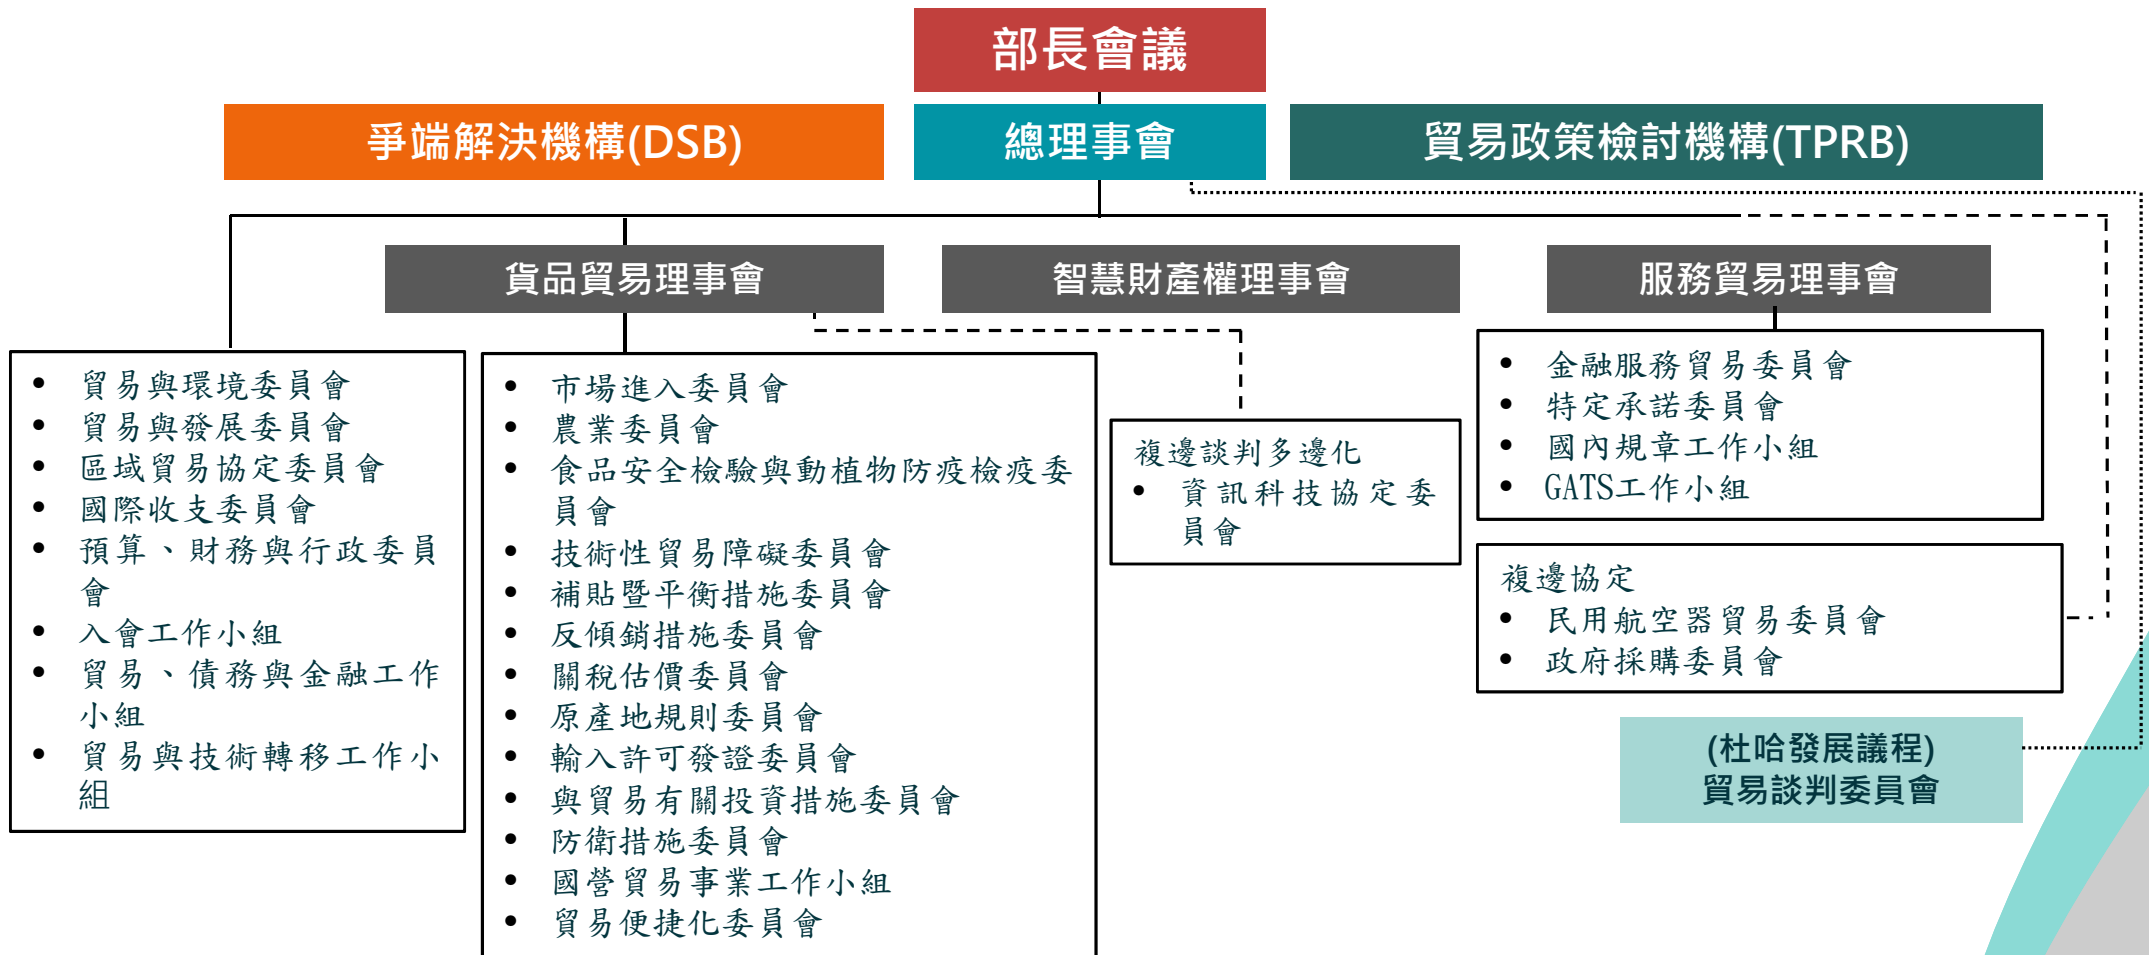 部長會議
爭端解決機構(DSB)
總理事會
貿易政策檢討機構(TPRB)
貨品貿易理事會
智慧財產權理事會
服務貿易理事會
• 貿易與環境委員會
• 貿易與發展委員會
• 區域貿易協定委員會
• 國際收支委員會
• 預算、財務與行政委員
會
• 入會工作小組
• 貿易、債務與金融工作
小組
• 貿易與技術轉移工作小
組
• 市場進入委員會
• 農業委員會
• 食品安全檢驗與動植物防疫檢疫委
員會
• 技術性貿易障礙委員會
• 補貼暨平衡措施委員會
• 反傾銷措施委員會
• 關稅估價委員會
• 原產地規則委員會
• 輸入許可發證委員會
• 與貿易有關投資措施委員會
• 防衛措施委員會
• 國營貿易事業工作小組
• 貿易便捷化委員會
複邊談判多邊化
• 資訊科技協定委
員會
• 金融服務貿易委員會
• 特定承諾委員會
• 國內規章工作小組
• GATS工作小組
複邊協定
• 民用航空器貿易委員會
• 政府採購委員會
(杜哈發展議程)
貿易談判委員會